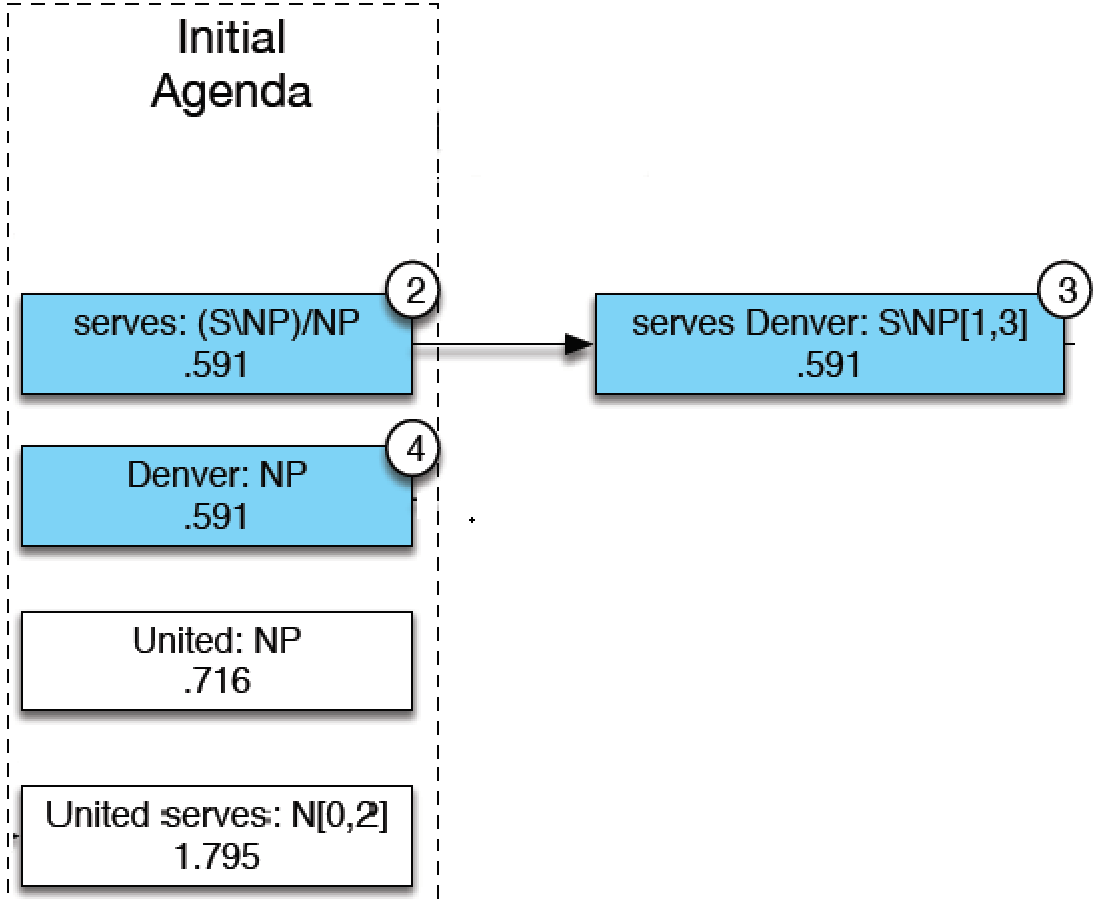 Initial
Agenda
2
serves: (S\NP)/NP
.591
3
serves Denver: S\NP[1,3]
.591
4
Denver: NP
.591
United: NP
.716
United serves: N[0,2]
1.795